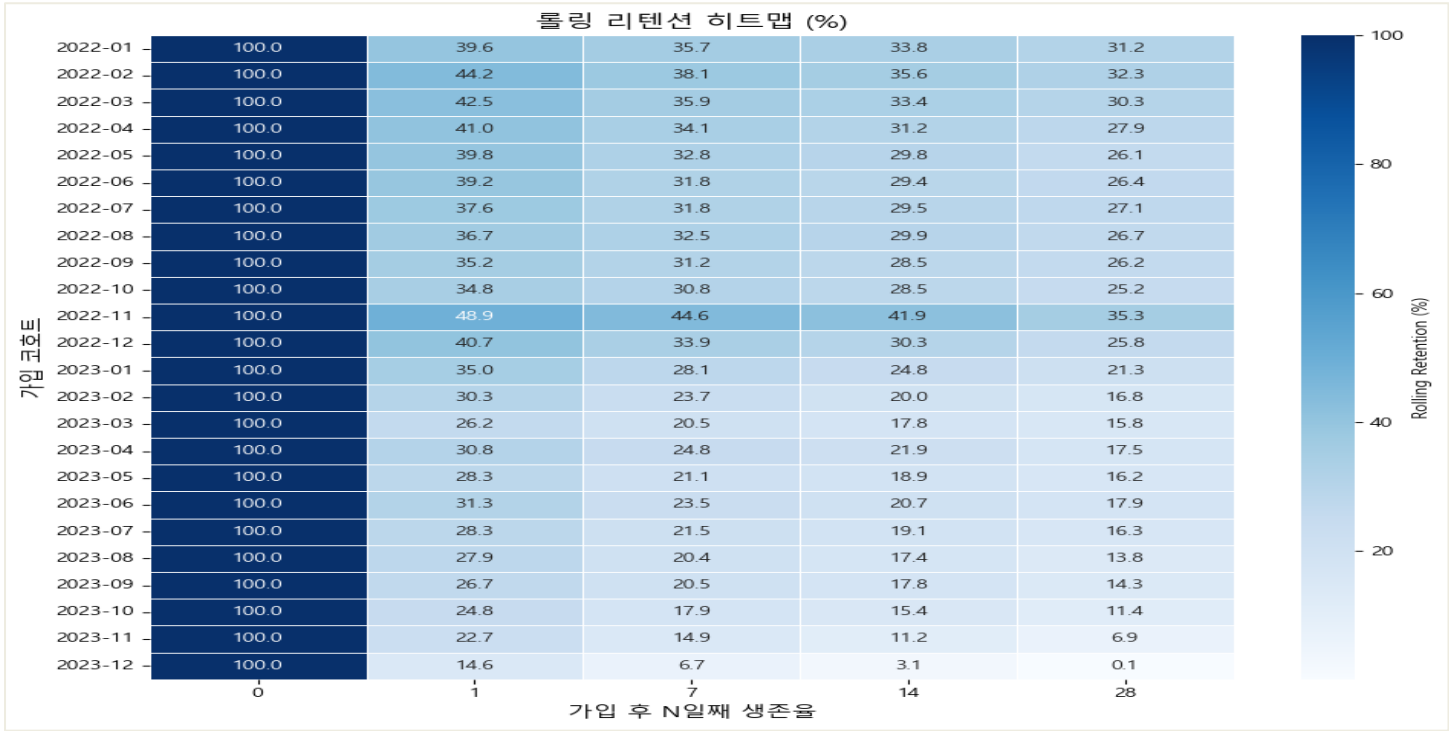 롤링 리텐션 히트맵 (%)
2022-01 100.0 39.6 35.7 33.8 31.2
2022-02 100.0 44.2 38.1 35.6 32.3
2022-03 100.0 42.5 35.9 33.4 30.3
2022-04 100.0 41.0 34.1 31.2 27.9
2022-05 100.0 39.8 32.8 29.8 26.1
2022-06 100.0 39.2 31.8 29.4 26.4
2022-07 100.0 37.6 31.8 29.5 27.1
2022-08 100.0 36.7 32.5 29.9 26.7
2022-09 100.0 35.2 31.2 28.5 26.2
2022-10 100.0 34.8 30.8 28.5 25.2
2022-11 100.0 48.9 44.6 41.9 35.3
2022-12 100.0 40.7 33.9 30.3 25.8
2023-01 100.0 35.0 28.1 24.8 21.3
2023-02 100.0 30.3 23.7 20.0 16.8
2023-03 100.0 26.2 20.5 17.8 15.8
2023-04 100.0 30.8 24.8 21.9 17.5
2023-05 100.0 28.3 21.1 18.9 16.2
2023-06 100.0 31.3 23.5 20.7 17.9
2023-07 100.0 28.3 21.5 19.1 16.3
2023-08 100.0 27.9 20.4 17.4 13.8
2023-09 100.0 26.7 20.5 17.8 14.3
2023-10 100.0 24.8 17.9 15.4 11.4
2023-11 100.0 22.7 14.9 11.2 6.9
2023-12 100.0 14.6 6.7 3.1 0.1
0 1 7 14 28
가입 후 N일째 생존율
가입 코호트
100
80
60
40
20
Rolling Retention (%)